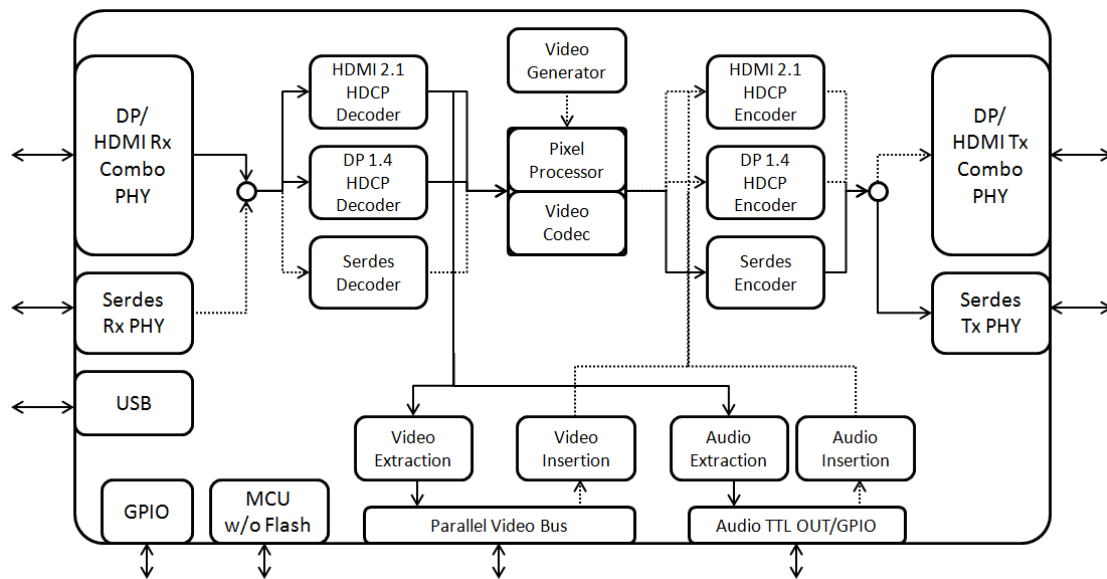 DP/
HDMI Rx
Combo
PHY
Serdes
Rx PHY
USB
GPIO
MCU
w/o Flash
HDMI 2.1
HDCP
Decoder
DP 1.4
HDCP
Decoder
Serdes
Decoder
Video
Generator
Pixel
Processor
Video
Codec
HDMI 2.1
HDCP
Encoder
DP 1.4
HDCP
Encoder
Serdes
Encoder
DP/
HDMI Tx
Combo
PHY
Serdes
Tx PHY
Video
Extraction
Video
Insertion
Audio
Extraction
Audio
Insertion
Parallel Video Bus
Audio TTL OUT/GPIO